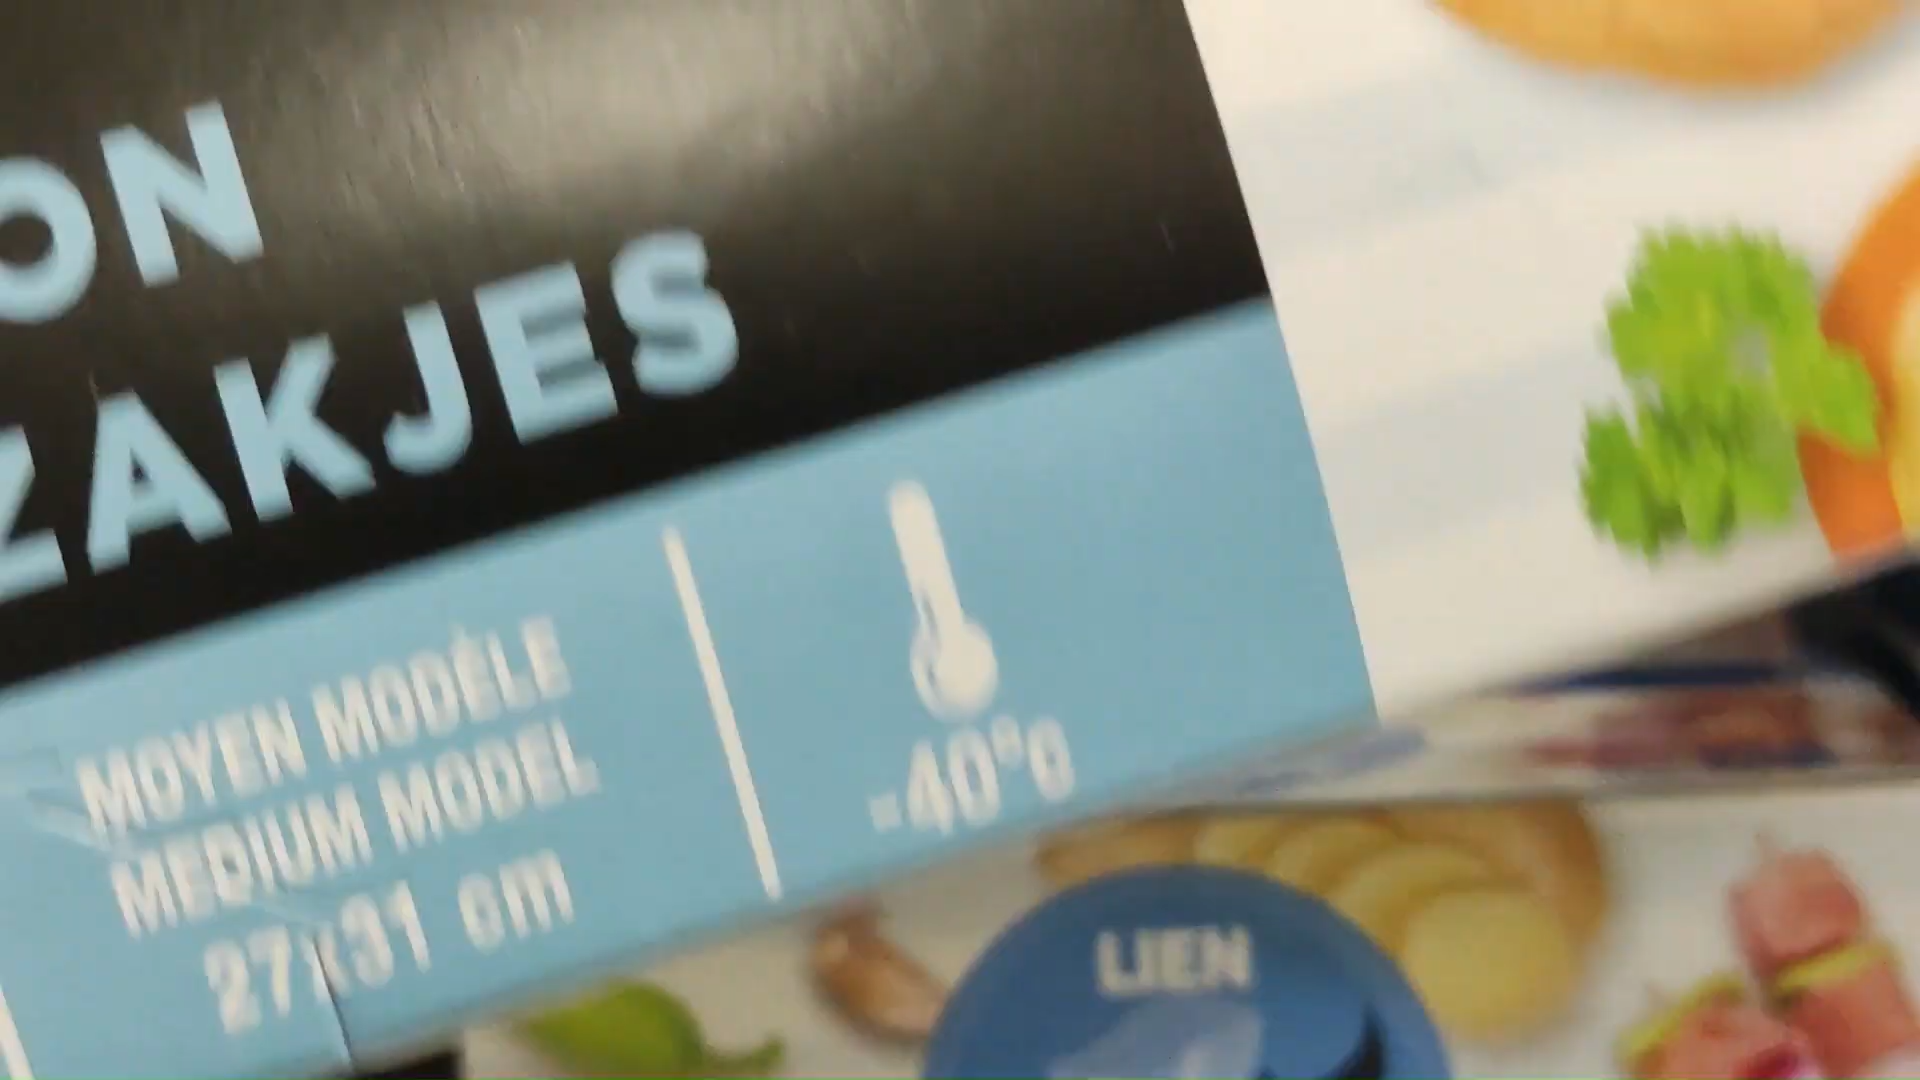 ON
ZAKJES
MOYEN MODÈLE
MEDIUM MODEL
27x31 cm
-40°C
LIEN